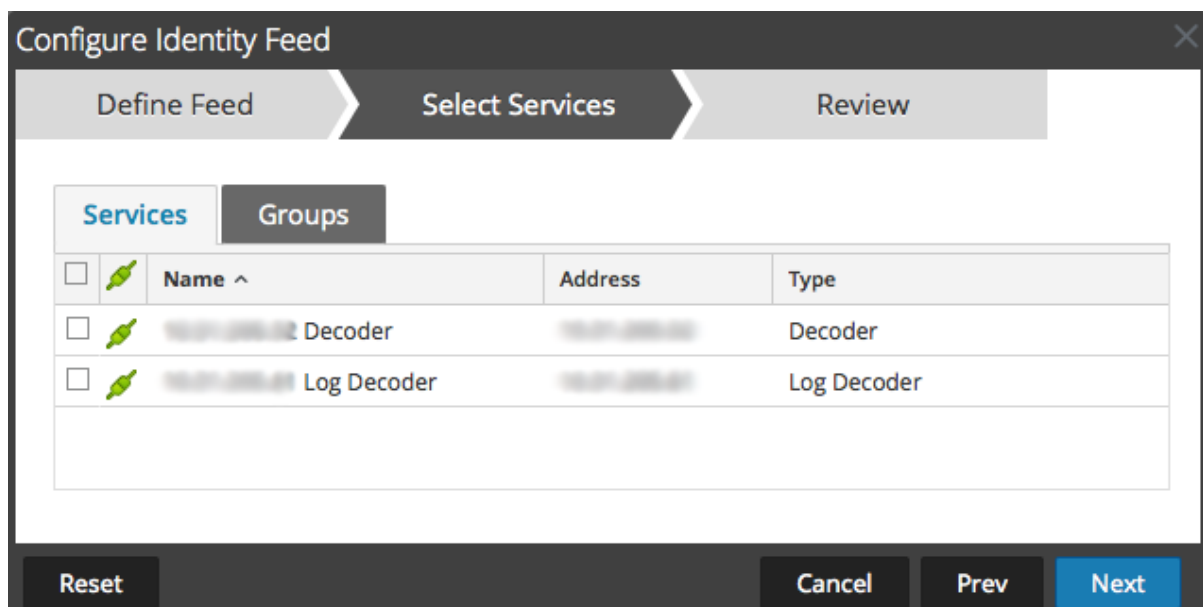 Configure Identity Feed
Define Feed Select Services Review
Services Groups
Name Address Type
Decoder Decoder
Log Decoder Log Decoder
Reset Cancel Prev Next